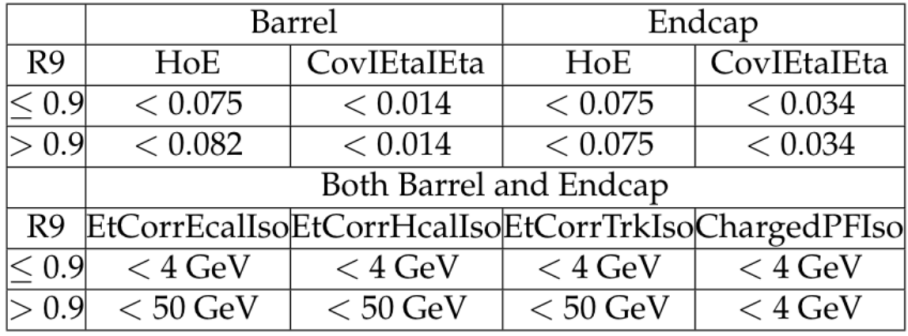 Barrel Endcap
R9 HoE CovIEtaIEta HoE CovIEtaIEta
≤ 0.9 < 0.075 < 0.014 < 0.075 < 0.034
> 0.9 < 0.082 < 0.014 < 0.075 < 0.034
Both Barrel and Endcap
R9 EtCorrEcalIso EtCorrHcalIso EtCorrTrkIso ChargedPFIso
≤ 0.9 < 4 GeV < 4 GeV < 4 GeV < 4 GeV
> 0.9 < 50 GeV < 50 GeV < 50 GeV < 4 GeV